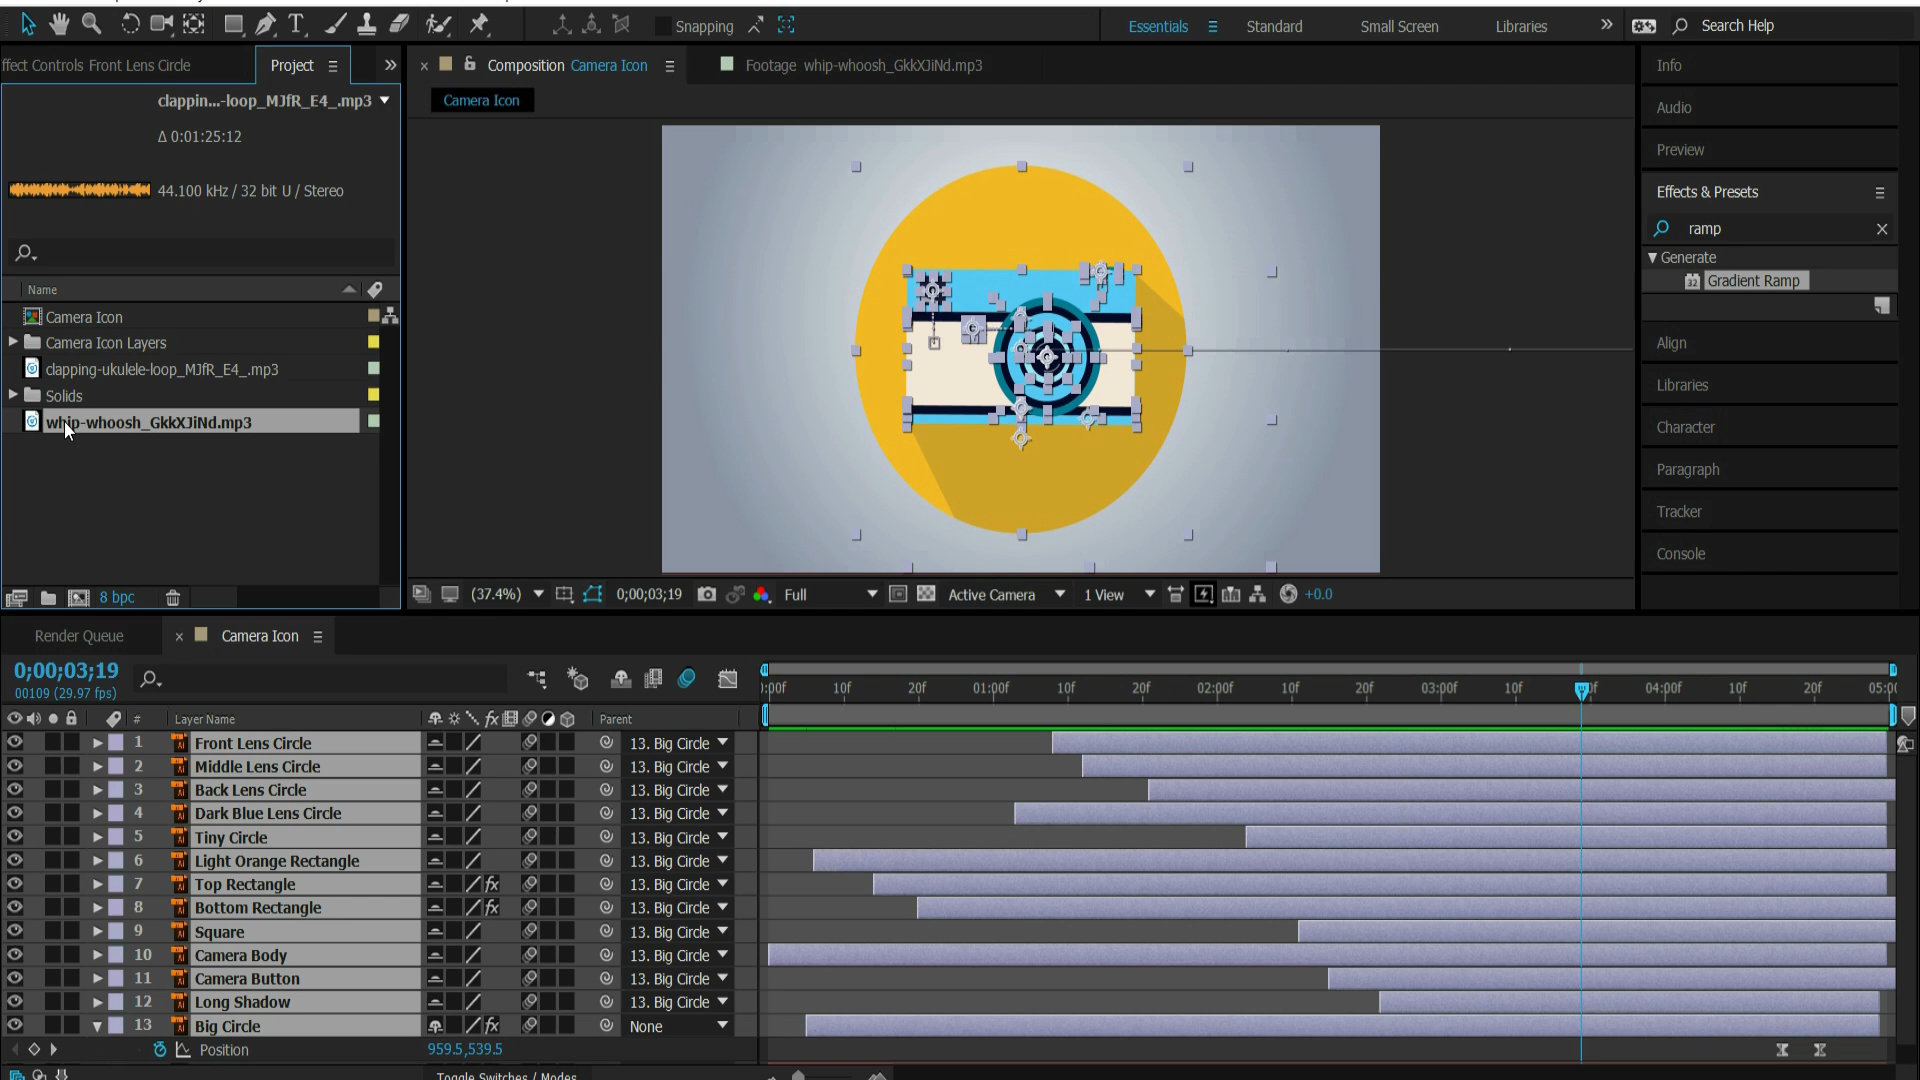 Snapping
Essentials
Standard
Small Screen
Libraries
Search Help
ffect Controls Front Lens Circle
Project
Composition Camera Icon
Footage whip-whoosh_GkkXJiNd.mp3
Camera Icon
clappin...-loop_MJfR_E4_.mp3
Δ 0:01:25:12
44.100 kHz / 32 bit U / Stereo
Name
Camera Icon
Camera Icon Layers
clapping-ukulele-loop_MJfR_E4_.mp3
Solids
whip-whoosh_GkkXJiNd.mp3
8 bpc
(37.4%)
0;00;03;19
Full
Active Camera
1 View
+0.0
Info
Audio
Preview
Effects & Presets
ramp
Generate
32 Gradient Ramp
Align
Libraries
Character
Paragraph
Tracker
Console
Render Queue
Camera Icon
0;00;03;19
00109 (29.97 fps)
):00f 10f 20f 01:00f 10f 20f 02:00f 10f 20f 03:00f 10f 04:00f 10f 20f 05:00
# Layer Name fx Parent
1 Front Lens Circle 13. Big Circle
2 Middle Lens Circle 13. Big Circle
3 Back Lens Circle 13. Big Circle
4 Dark Blue Lens Circle 13. Big Circle
5 Tiny Circle 13. Big Circle
6 Light Orange Rectangle 13. Big Circle
7 Top Rectangle fx 13. Big Circle
8 Bottom Rectangle fx 13. Big Circle
9 Square 13. Big Circle
10 Camera Body 13. Big Circle
11 Camera Button 13. Big Circle
12 Long Shadow 13. Big Circle
13 Big Circle fx None
Position 959.5,539.5
Toggle Switches / Modes